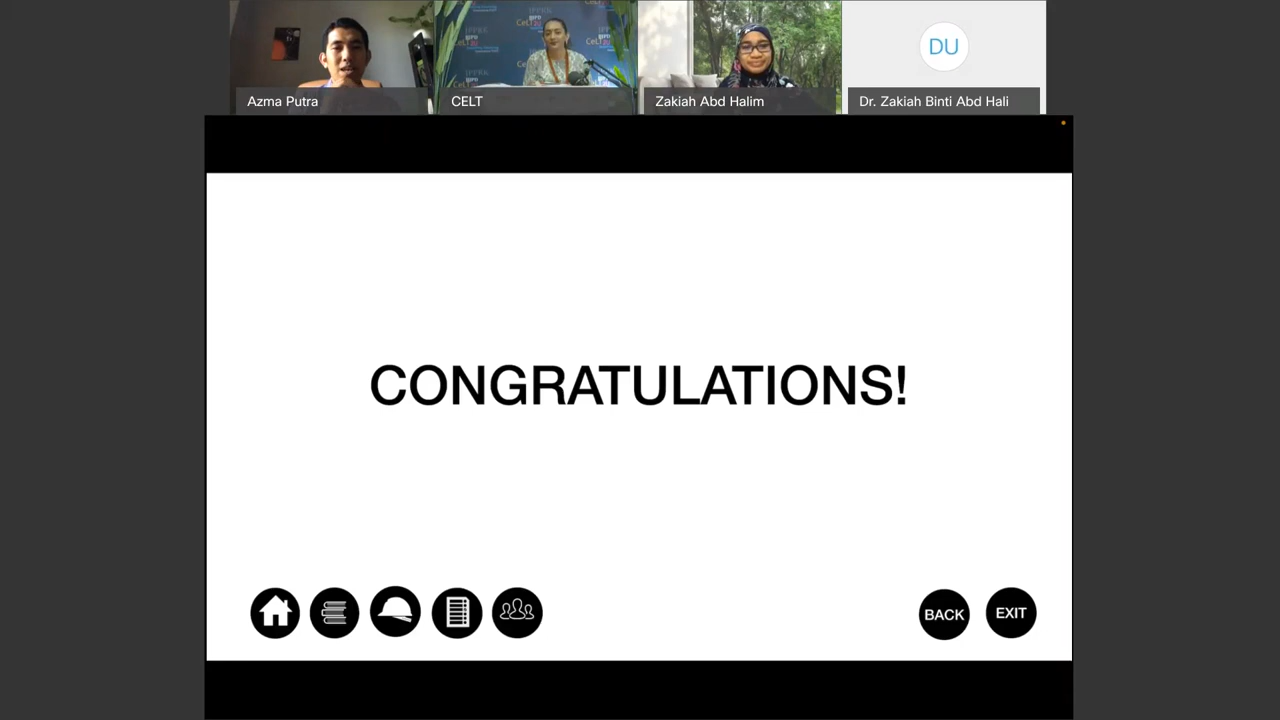 Azma Putra
CELT
Zakiah Abd Halim
DU
Dr. Zakiah Binti Abd Hali
CONGRATULATIONS!
BACK
EXIT